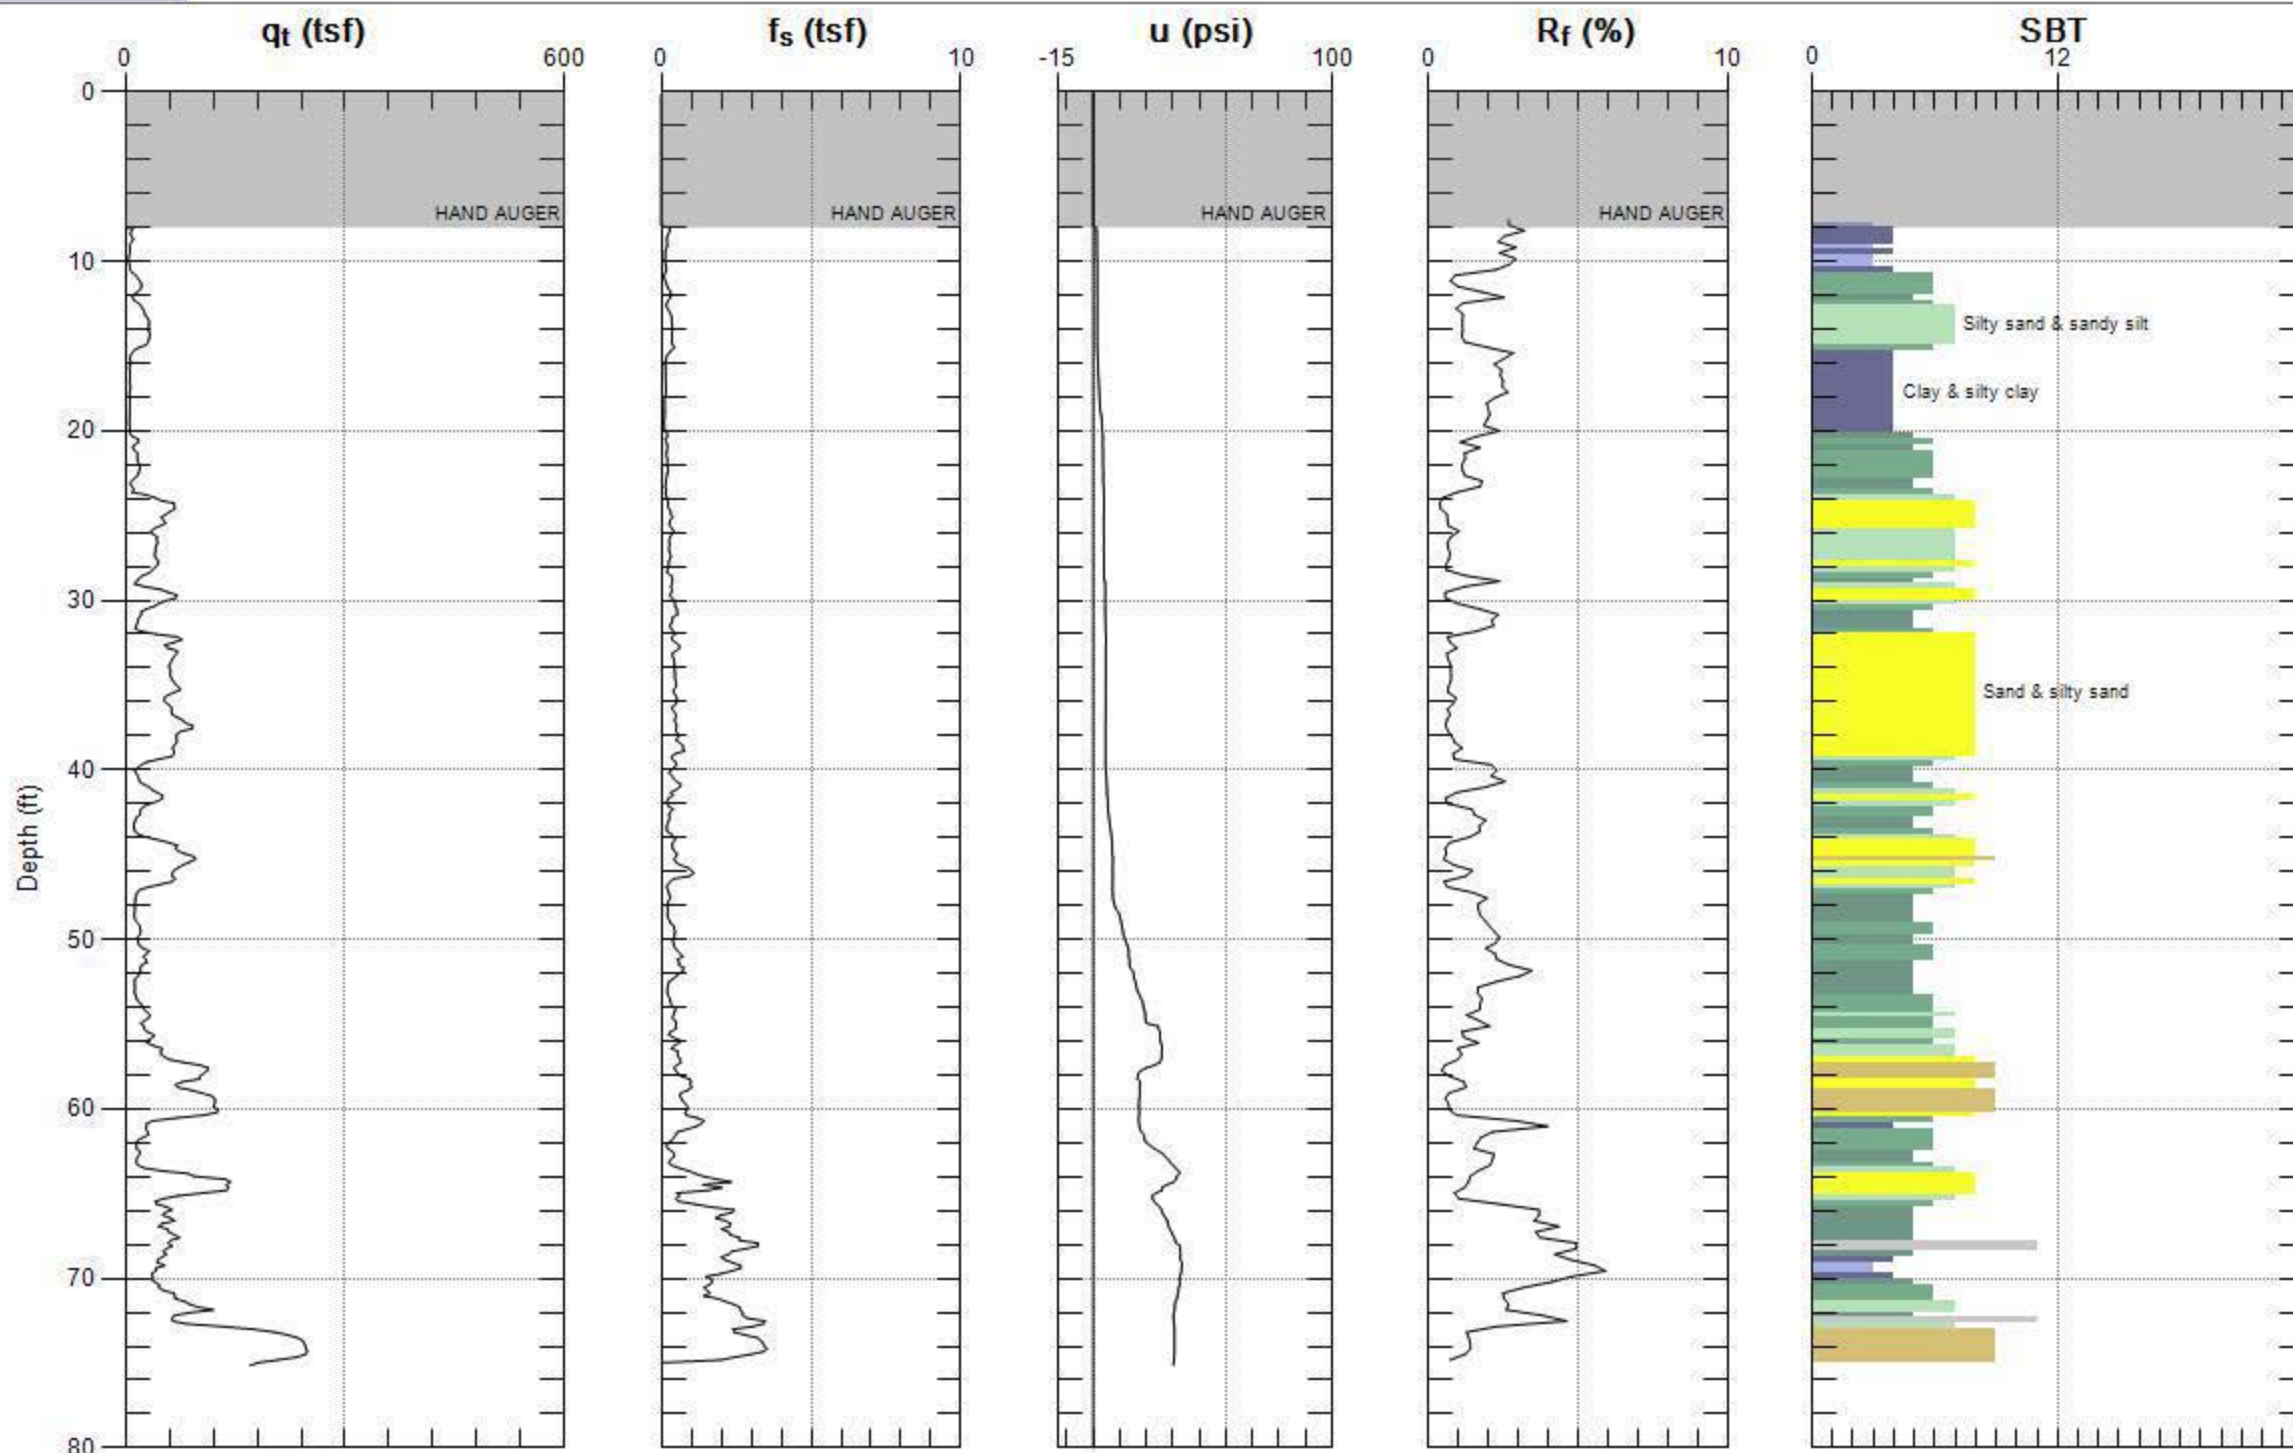 qt (tsf) fs (tsf) u (psi) Rf (%) SBT
0 600 0 10 -15 100 0 10 0 12
0
HAND AUGER HAND AUGER HAND AUGER HAND AUGER
10
Silty sand & sandy silt
Clay & silty clay
20
30
Sand & silty sand
40
Depth (ft)
50
60
70
80